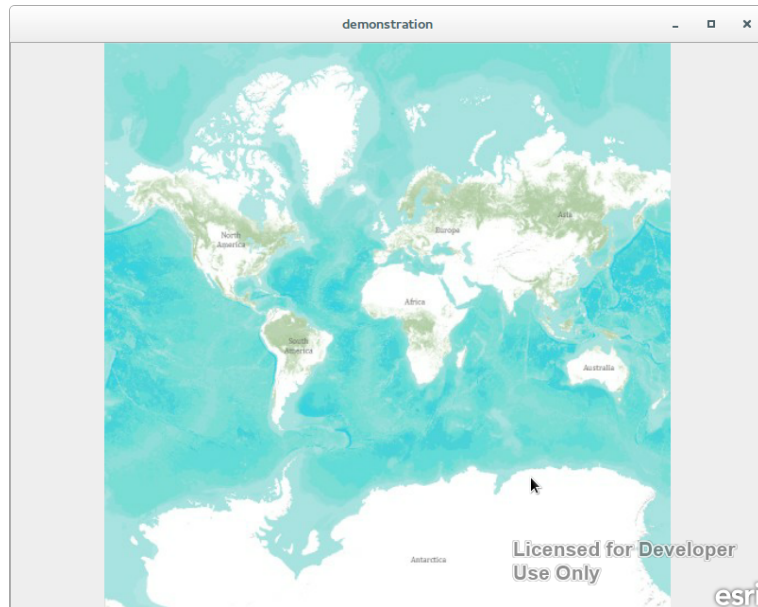 demonstration
North
America
Europe
Asia
Africa
South
America
Australia
Antarctica
Licensed for Developer
Use Only
esri